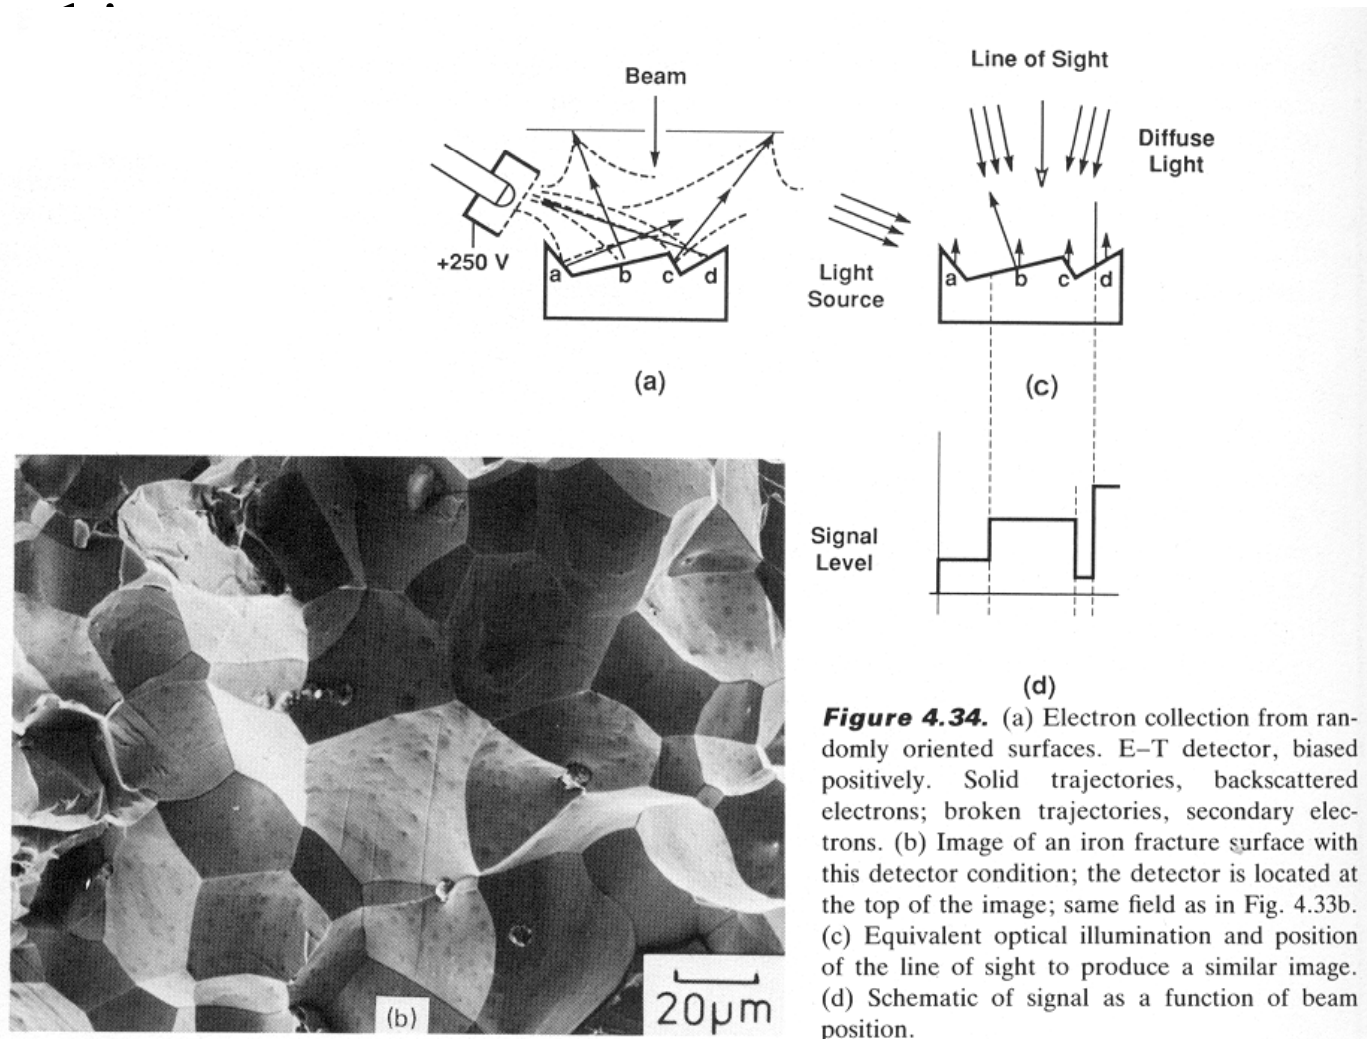 Beam
+250 V
a b c d
(a)
Line of Sight
Diffuse
Light
Light
Source
a b c d
(c)
Signal
Level
(d)
(b)
20μm
Figure 4.34. (a) Electron collection from ran-
domly oriented surfaces. E–T detector, biased
positively. Solid trajectories, backscattered
electrons; broken trajectories, secondary elec-
trons. (b) Image of an iron fracture surface with
this detector condition; the detector is located at
the top of the image; same field as in Fig. 4.33b.
(c) Equivalent optical illumination and position
of the line of sight to produce a similar image.
(d) Schematic of signal as a function of beam
position.